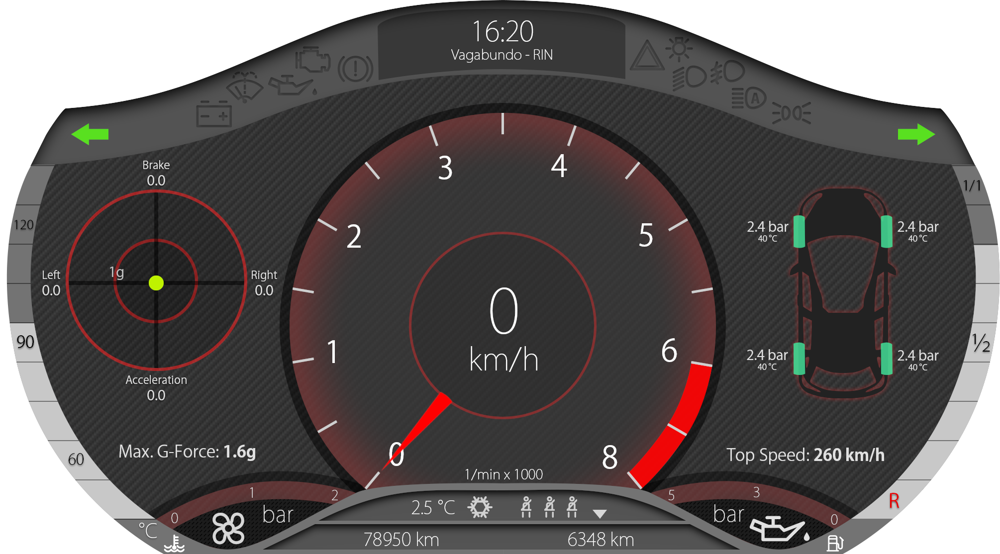 16:20
Vagabundo - RIN
A
Brake
0.0
1g
Left
0.0
Right
0.0
Acceleration
0.0
Max. G-Force: 1.6g
120
90
60
°C
0
1
2
bar
0
1
2
3
4
5
6
8
0
km/h
1/min x 1000
2.4 bar
40 °C
2.4 bar
40 °C
2.4 bar
40 °C
2.4 bar
40 °C
Top Speed: 260 km/h
1/1
1/2
R
5
3
0
bar
2.5 °C
78950 km
6348 km